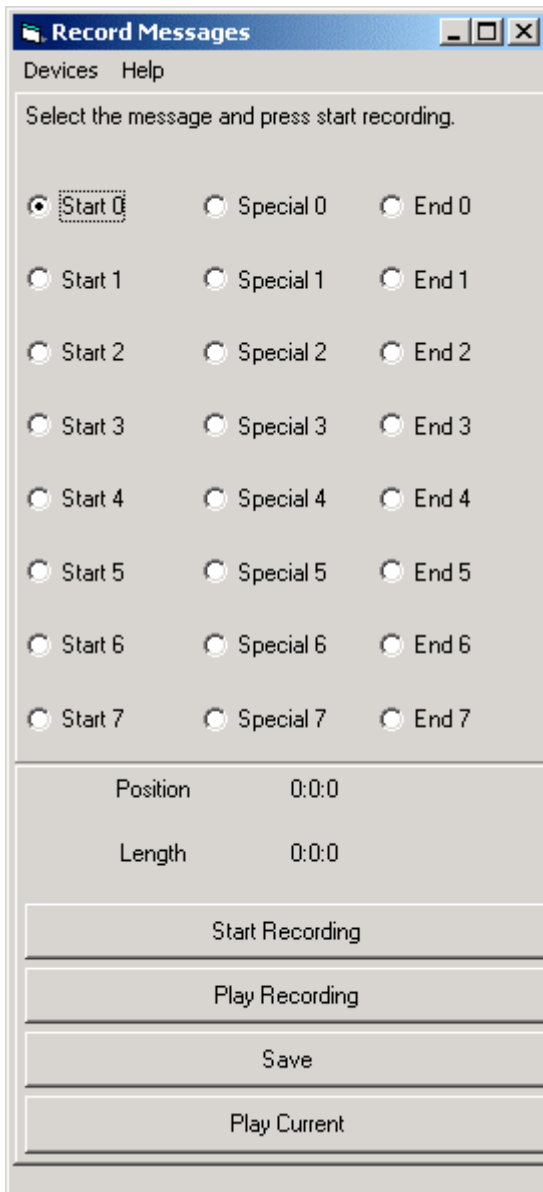 Record Messages
Devices Help
Select the message and press start recording.
Start 0 Special 0 End 0
Start 1 Special 1 End 1
Start 2 Special 2 End 2
Start 3 Special 3 End 3
Start 4 Special 4 End 4
Start 5 Special 5 End 5
Start 6 Special 6 End 6
Start 7 Special 7 End 7
Position 0:0:0
Length 0:0:0
Start Recording
Play Recording
Save
Play Current